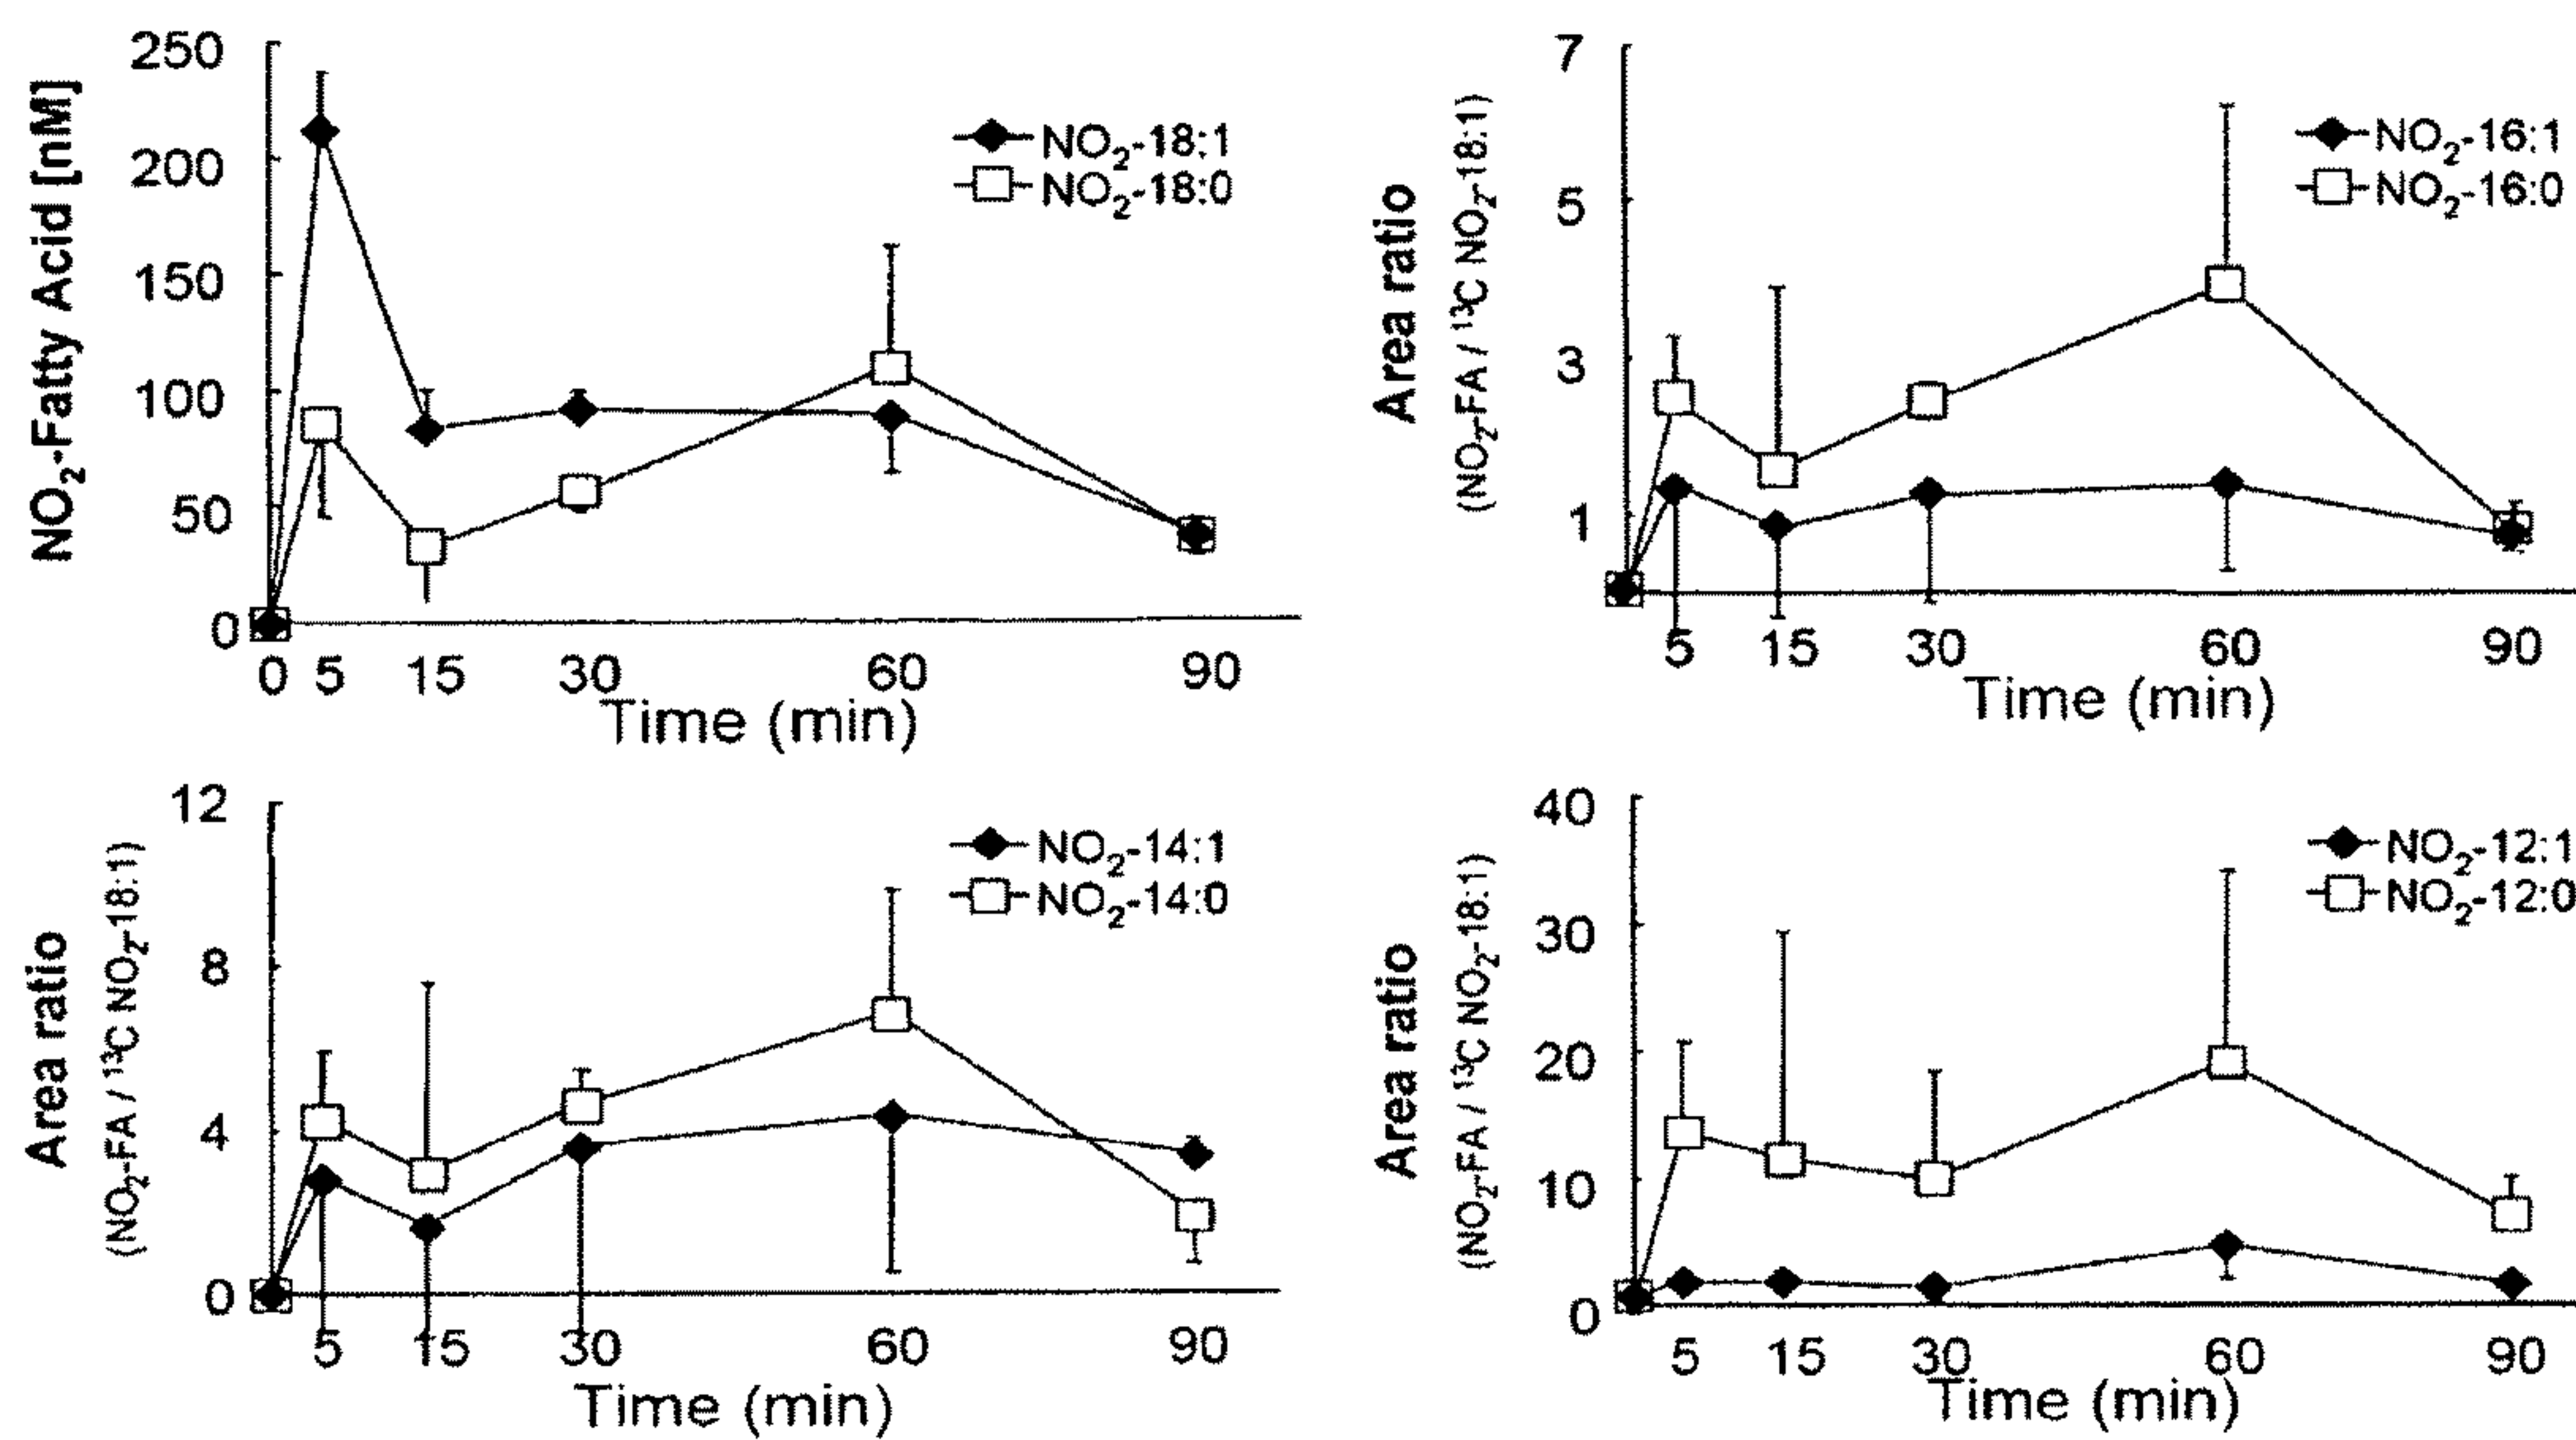 NO₂-Fatty Acid [nM]
250
200
150
100
50
0
0 5 15 30 60 90
Time (min)
NO₂-18:1
NO₂-18:0
Area ratio
(NO₂-FA / ¹³C NO₂-18:1)
7
5
3
1
5 15 30 60 90
Time (min)
NO₂-16:1
NO₂-16:0
Area ratio
(NO₂-FA / ¹³C NO₂-18:1)
12
8
4
0
5 15 30 60 90
Time (min)
NO₂-14:1
NO₂-14:0
Area ratio
(NO₂-FA / ¹³C NO₂-18:1)
40
30
20
10
0
5 15 30 60 90
Time (min)
NO₂-12:1
NO₂-12:0